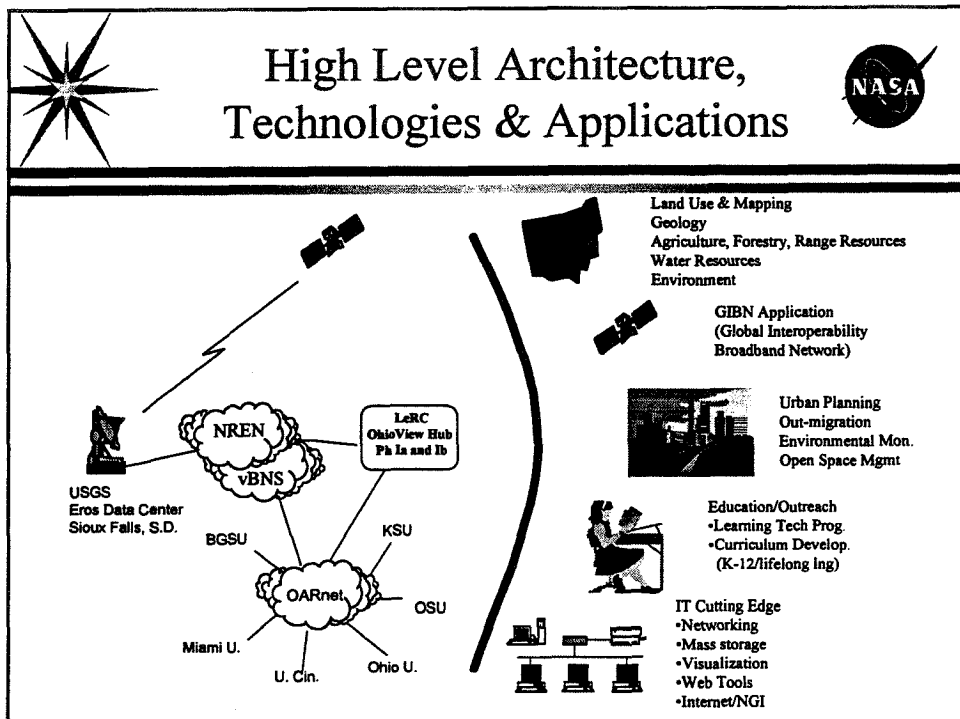 High Level Architecture,
Technologies & Applications
NASA
Land Use & Mapping
Geology
Agriculture, Forestry, Range Resources
Water Resources
Environment
GIBN Application
(Global Interoperability
Broadband Network)
NREN
vBNS
LeRC
OhioView Hub
Ph Ia and Ib
USGS
Eros Data Center
Sioux Falls, S.D.
BGSU
KSU
OARnet
OSU
Miami U.
U. Cin.
Ohio U.
Urban Planning
Out-migration
Environmental Mon.
Open Space Mgmt
Education/Outreach
•Learning Tech Prog.
•Curriculum Develop.
(K-12/lifelong lng)
IT Cutting Edge
•Networking
•Mass storage
•Visualization
•Web Tools
•Internet/NGI